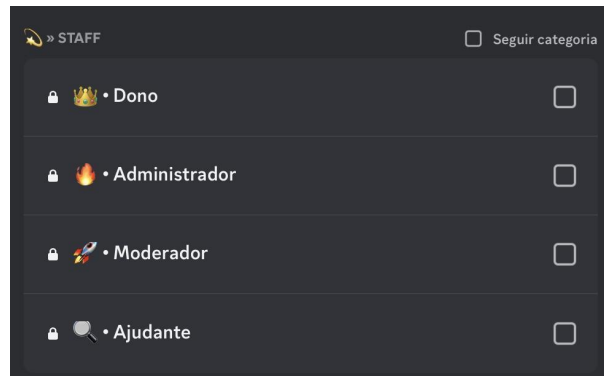 💫 » STAFF
Seguir categoria
👑 • Dono
🔥 • Administrador
🚀 • Moderador
🔍 • Ajudante